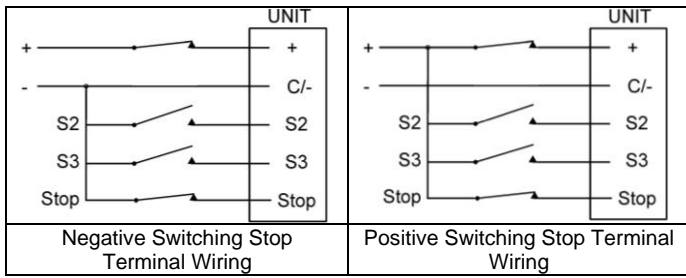 UNIT
+ +
- C/-
S2 S2
S3 S3
Stop Stop
Negative Switching Stop
Terminal Wiring
UNIT
+ +
- C/-
S2 S2
S3 S3
Stop Stop
Positive Switching Stop Terminal
Wiring